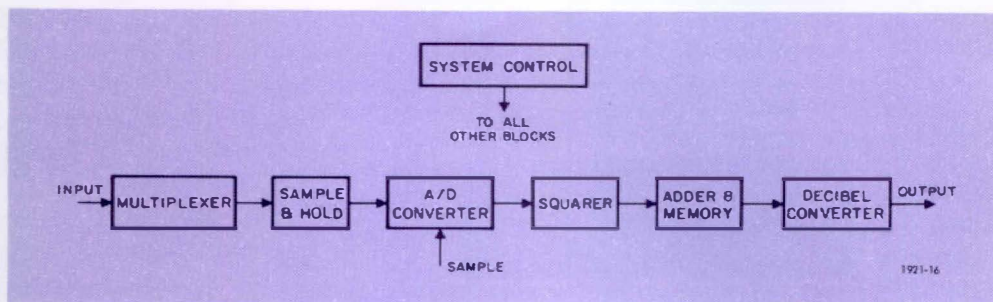 SYSTEM CONTROL
TO ALL
OTHER BLOCKS
INPUT
MULTIPLEXER
SAMPLE
& HOLD
A/D
CONVERTER
SQUARER
ADDER &
MEMORY
DECIBEL
CONVERTER
OUTPUT
SAMPLE
1921-16